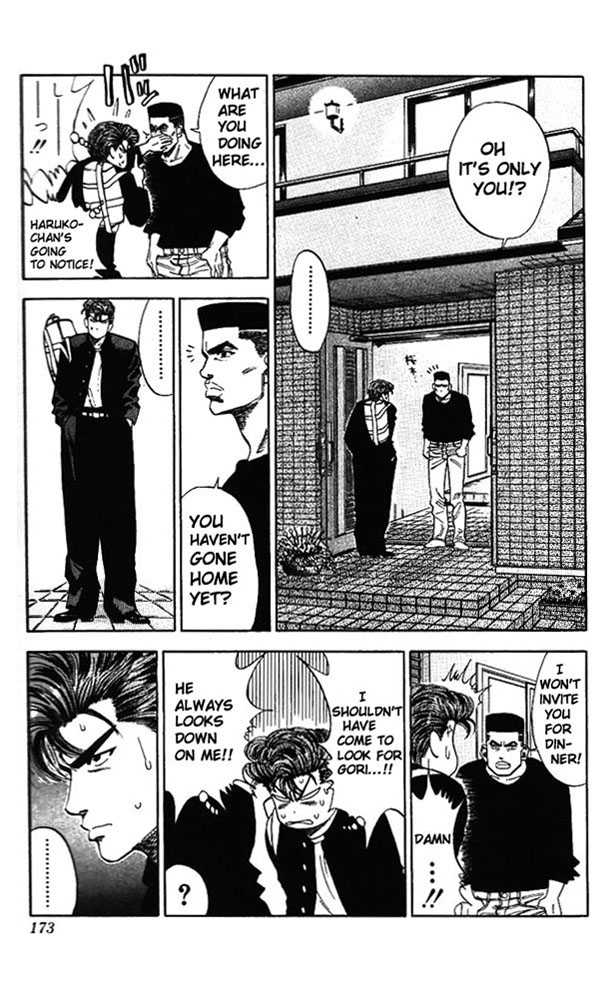 OH
IT'S ONLY
YOU!?
WHAT
ARE
YOU
DOING
HERE...
HARUKO-
CHAN'S
GOING
TO NOTICE!
YOU
HAVEN'T
GONE
HOME
YET?
I
WON'T
INVITE
YOU
FOR
DIN-
NER!
DAMN
...!!
I
SHOULDN'T
HAVE
COME TO
LOOK FOR
GORI...!!
HE
ALWAYS
LOOKS
DOWN
ON ME!!
?
173